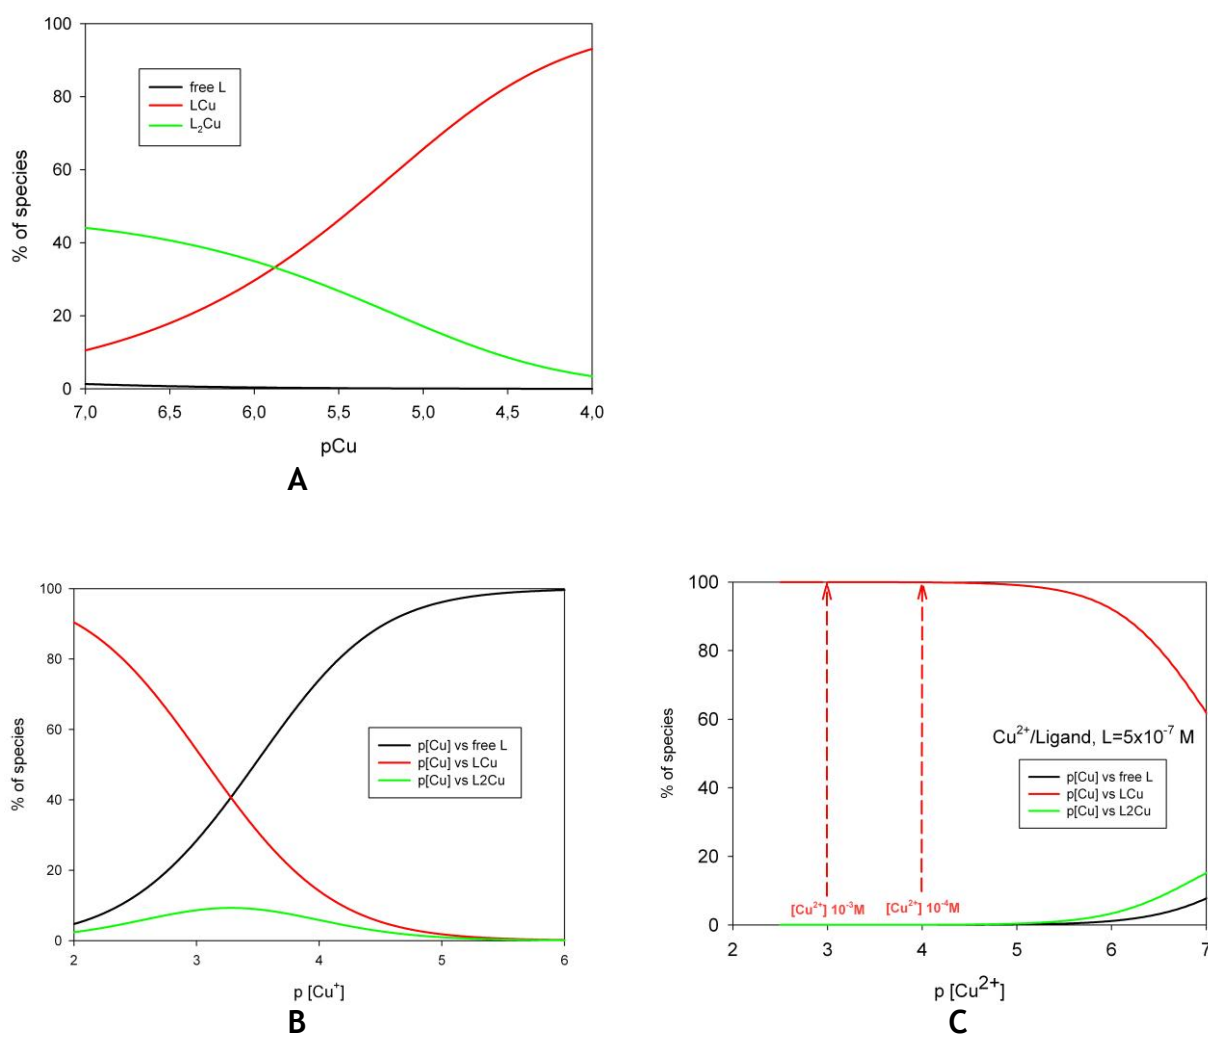 100
80
60
40
20
0
% of species
free L
LCu
L₂Cu
7,0 6,5 6,0 5,5 5,0 4,5 4,0
pCu
A
100
80
60
40
20
0
% of species
p[Cu] vs free L
p[Cu] vs LCu
p[Cu] vs L2Cu
2 3 4 5 6
p [Cu⁺]
B
100
80
60
40
20
0
% of species
Cu²⁺/Ligand, L=5x10⁻⁷ M
p[Cu] vs free L
p[Cu] vs LCu
p[Cu] vs L2Cu
[Cu²⁺] 10⁻³M [Cu²⁺] 10⁻⁴M
2 3 4 5 6 7
p [Cu²⁺]
C